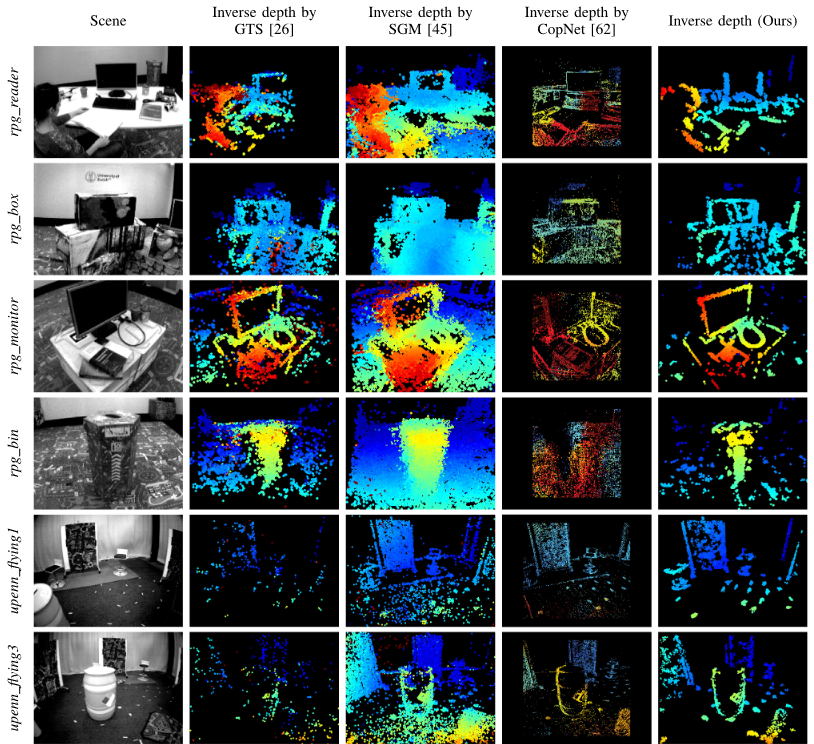 Scene
Inverse depth by
GTS [26]
Inverse depth by
SGM [45]
Inverse depth by
CopNet [62]
Inverse depth (Ours)
rpg_reader
rpg_box
rpg_monitor
rpg_bin
upenn_flying1
upenn_flying3